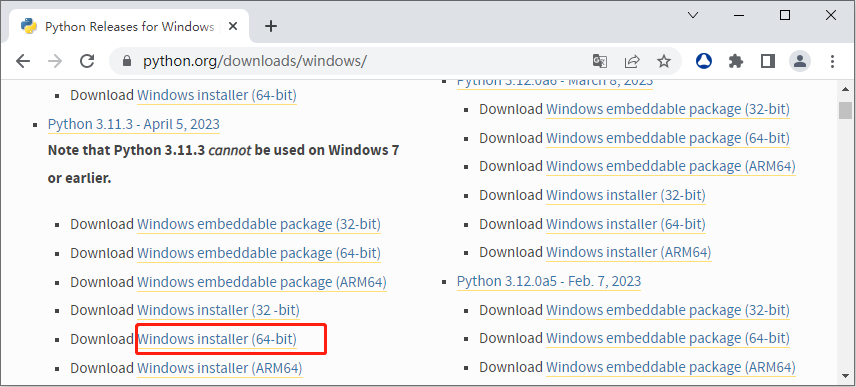 Python Releases for Windows
python.org/downloads/windows/
Download Windows installer (64-bit)
Python 3.11.3 - April 5, 2023
Note that Python 3.11.3 cannot be used on Windows 7
or earlier.
Download Windows embeddable package (32-bit)
Download Windows embeddable package (64-bit)
Download Windows embeddable package (ARM64)
Download Windows installer (32 -bit)
Download Windows installer (64-bit)
Download Windows installer (ARM64)
Python 3.12.0a6 - March 8, 2023
Download Windows embeddable package (32-bit)
Download Windows embeddable package (64-bit)
Download Windows embeddable package (ARM64)
Download Windows installer (32-bit)
Download Windows installer (64-bit)
Download Windows installer (ARM64)
Python 3.12.0a5 - Feb. 7, 2023
Download Windows embeddable package (32-bit)
Download Windows embeddable package (64-bit)
Download Windows embeddable package (ARM64)